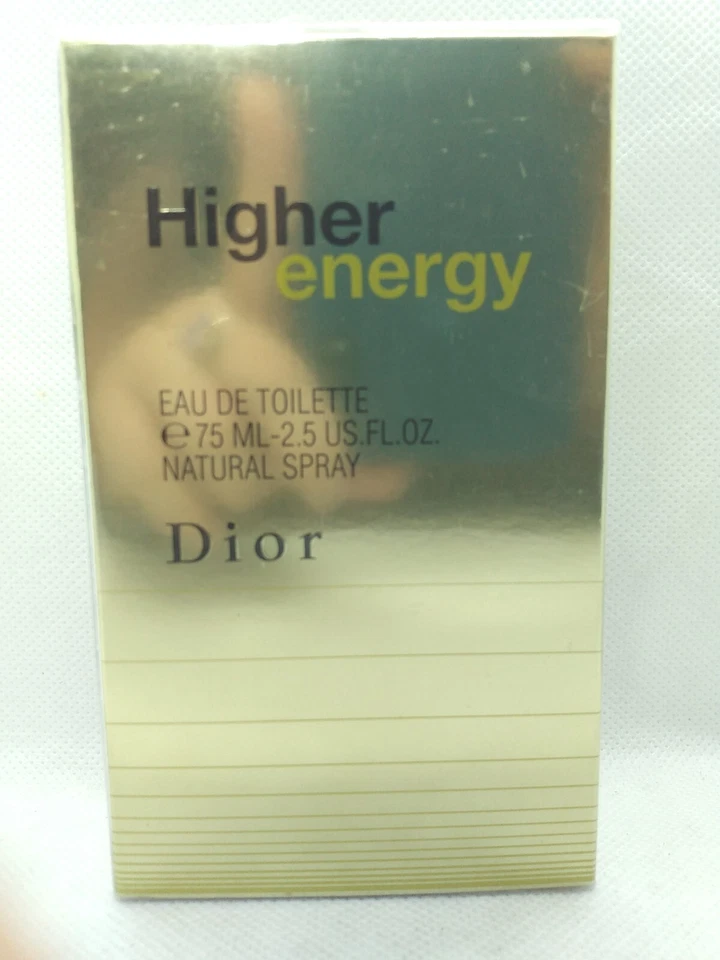 Higher
energy
EAU DE TOILETTE
℮75 ML-2.5 US.FL.OZ.
NATURAL SPRAY
Dior